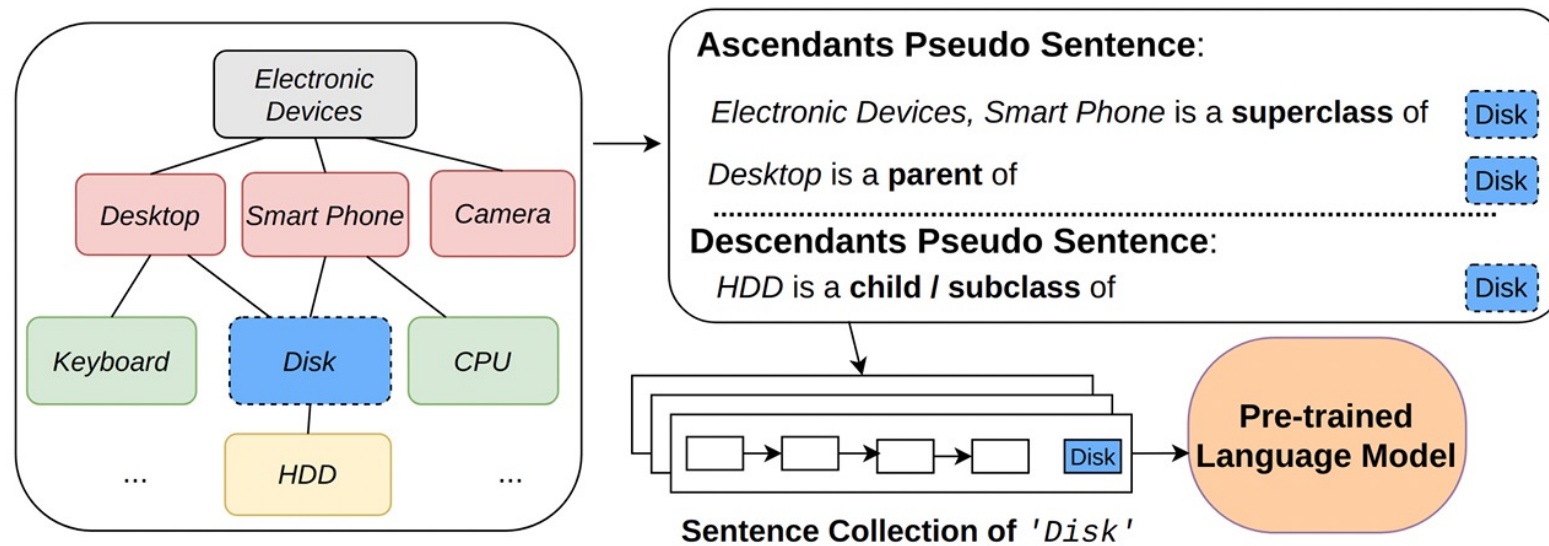 Electronic
Devices
Desktop
Smart Phone
Camera
Keyboard
Disk
CPU
...
HDD
...
Ascendants Pseudo Sentence:
Electronic Devices, Smart Phone is a superclass of Disk
Desktop is a parent of Disk
Descendants Pseudo Sentence:
HDD is a child / subclass of Disk
Disk
Sentence Collection of 'Disk'
Pre-trained
Language Model